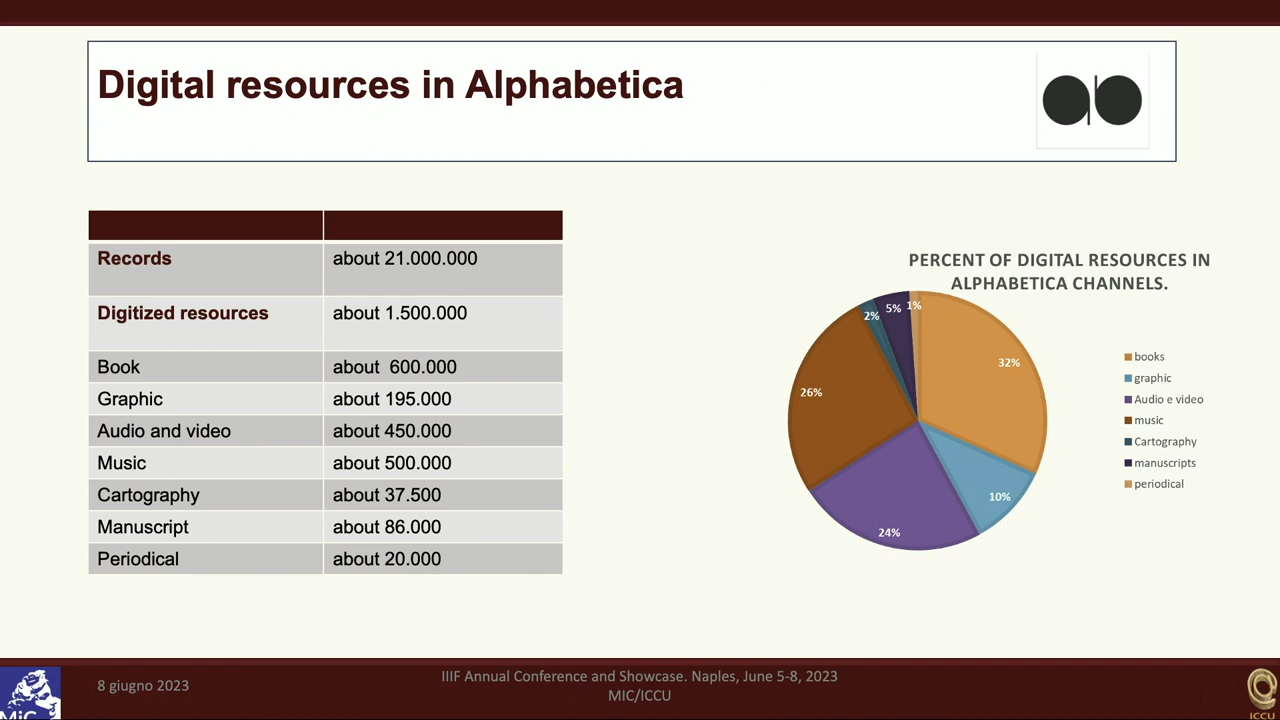 Digital resources in Alphabetica
ab
Records about 21.000.000
Digitized resources about 1.500.000
Book about 600.000
Graphic about 195.000
Audio and video about 450.000
Music about 500.000
Cartography about 37.500
Manuscript about 86.000
Periodical about 20.000
PERCENT OF DIGITAL RESOURCES IN
ALPHABETICA CHANNELS.
2%
5%
1%
32%
26%
10%
24%
books
graphic
Audio e video
music
Cartography
manuscripts
periodical
MiC
8 giugno 2023
IIIF Annual Conference and Showcase. Naples, June 5-8, 2023
MIC/ICCU
ICCU